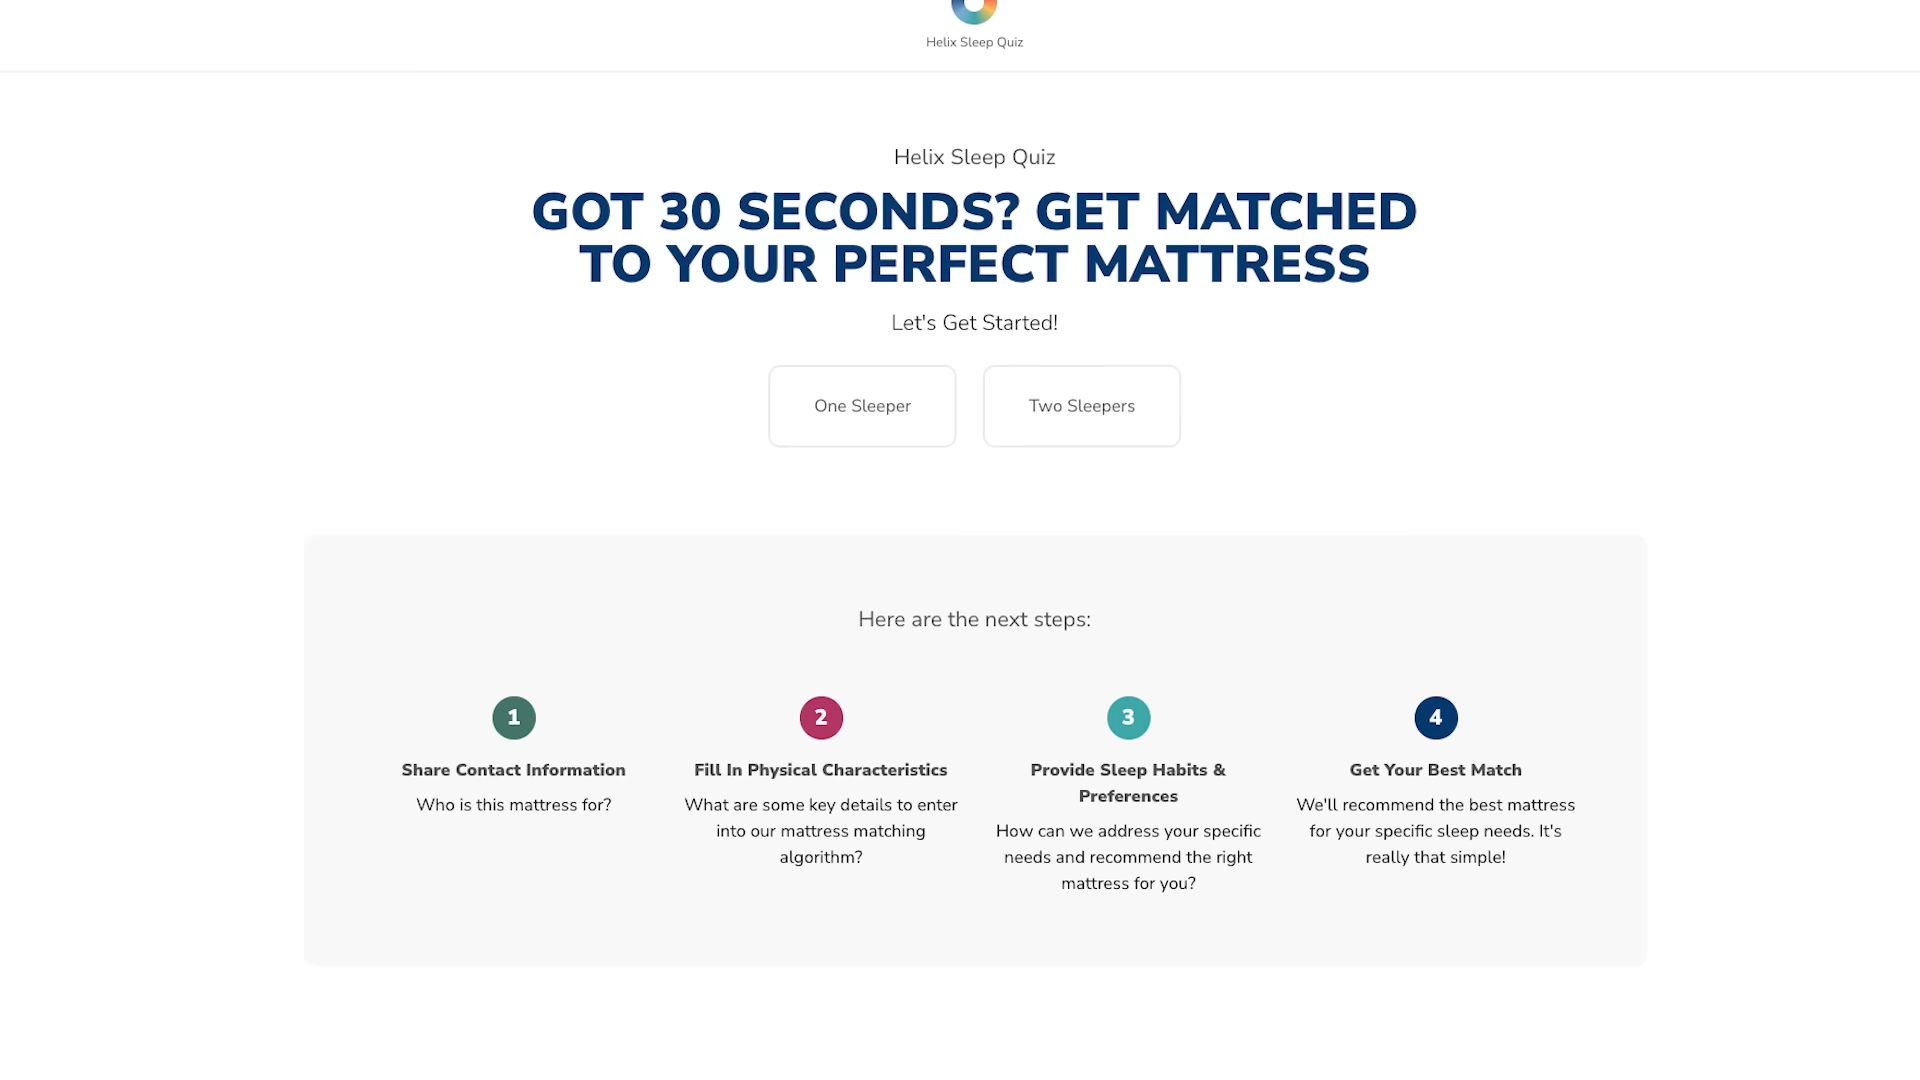 Helix Sleep Quiz
Helix Sleep Quiz
GOT 30 SECONDS? GET MATCHED
TO YOUR PERFECT MATTRESS
Let's Get Started!
One Sleeper
Two Sleepers
Here are the next steps:
1
Share Contact Information
Who is this mattress for?
2
Fill In Physical Characteristics
What are some key details to enter
into our mattress matching
algorithm?
3
Provide Sleep Habits &
Preferences
How can we address your specific
needs and recommend the right
mattress for you?
4
Get Your Best Match
We'll recommend the best mattress
for your specific sleep needs. It's
really that simple!